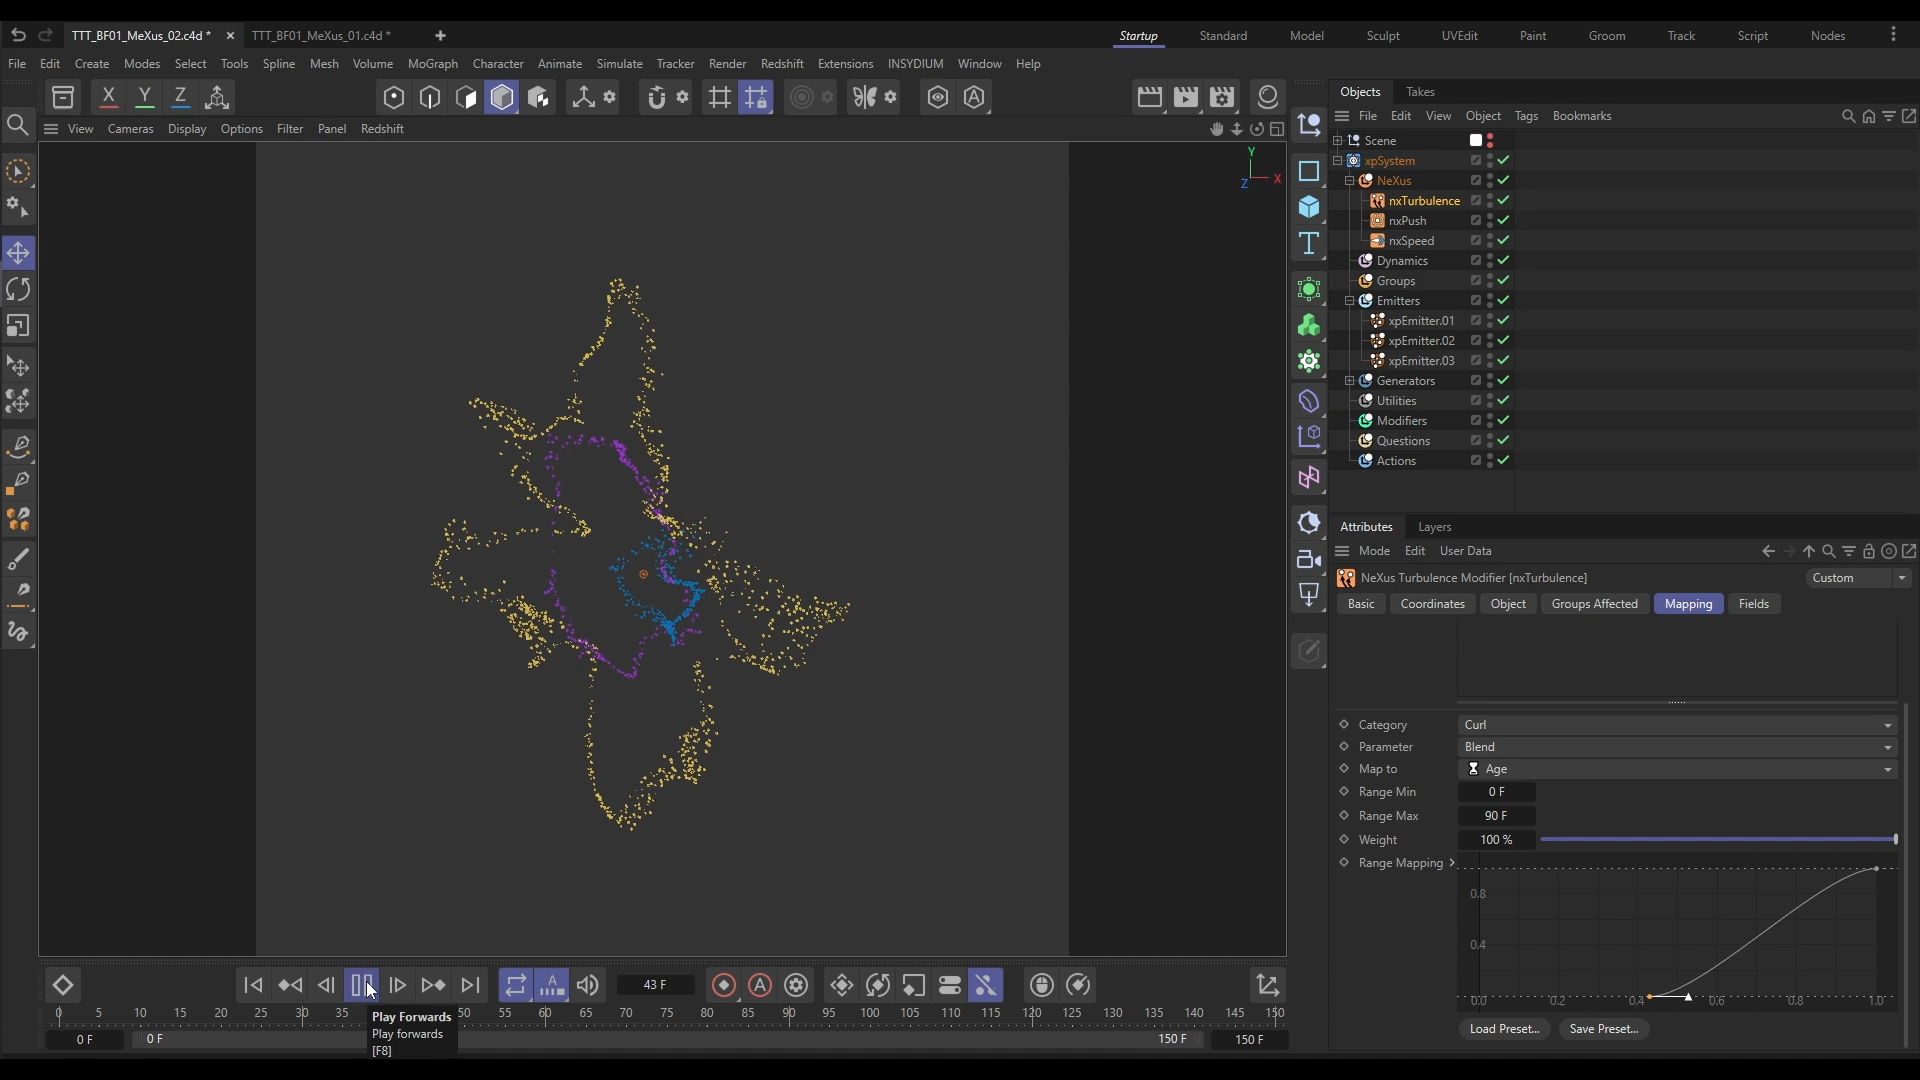 TTT_BF01_MeXus_02.c4d *
TTT_BF01_MeXus_01.c4d *
Startup Standard Model Sculpt UVEdit Paint Groom Track Script Nodes
File Edit Create Modes Select Tools Spline Mesh Volume MoGraph Character Animate Simulate Tracker Render Redshift Extensions INSYDIUM Window Help
X Y Z
View Cameras Display Options Filter Panel Redshift
Y
Z X
Objects Takes
File Edit View Object Tags Bookmarks
Scene
xpSystem
NeXus
nxTurbulence
nxPush
nxSpeed
Dynamics
Groups
Emitters
xpEmitter.01
xpEmitter.02
xpEmitter.03
Generators
Utilities
Modifiers
Questions
Actions
Attributes Layers
Mode Edit User Data
NeXus Turbulence Modifier [nxTurbulence]
Custom
Basic Coordinates Object Groups Affected Mapping Fields
Category Curl
Parameter Blend
Map to Age
Range Min 0 F
Range Max 90 F
Weight 100 %
Range Mapping
0.8
0.4
0.0 0.2 0.4 0.6 0.8 1.0
Load Preset... Save Preset...
43 F
0 5 10 15 20 25 30 35 50 55 60 65 70 75 80 85 90 95 100 105 110 115 120 125 130 135 140 145 150
0 F 0 F 150 F 150 F
Play Forwards
Play forwards
[F8]